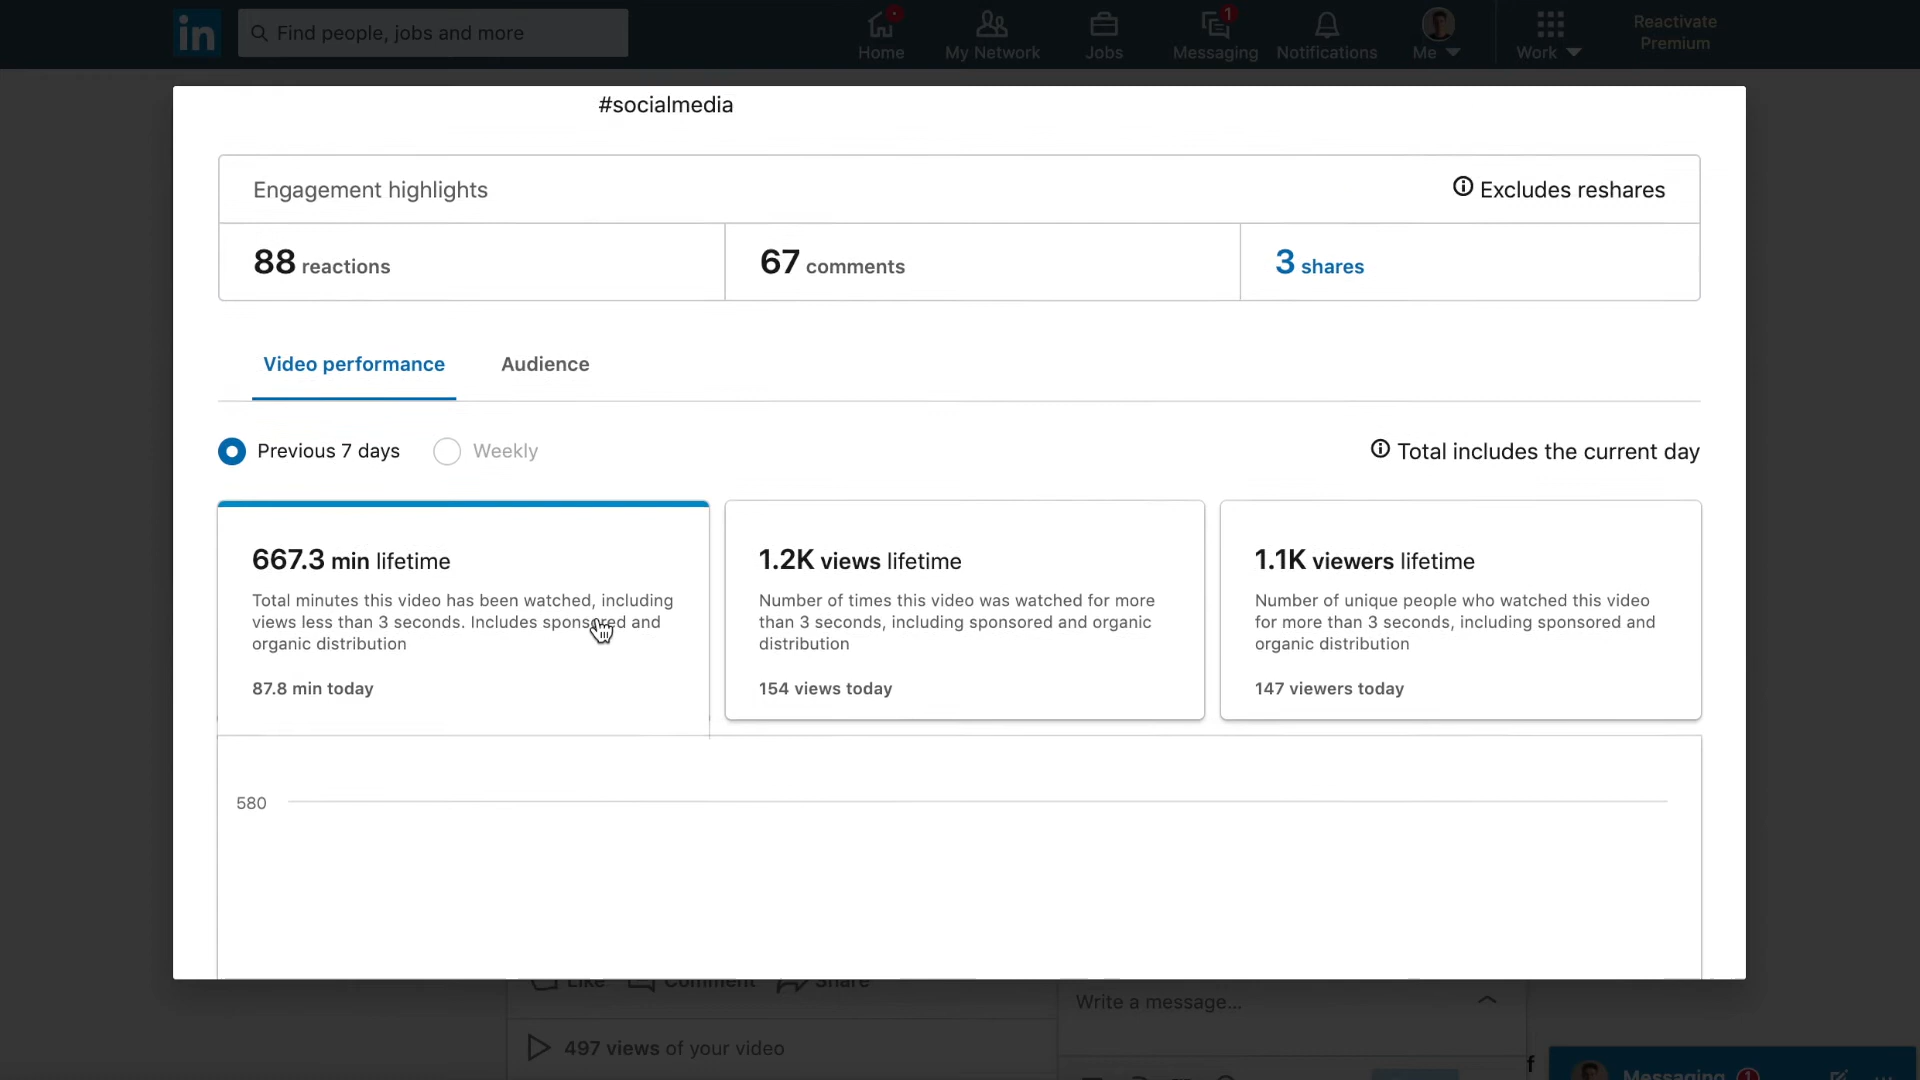 in
Find people, jobs and more
Home
My Network
Jobs
1
Messaging
Notifications
Me
Work
Reactivate
Premium
#socialmedia
Engagement highlights
Excludes reshares
88 reactions
67 comments
3 shares
Video performance
Audience
Previous 7 days
Weekly
Total includes the current day
667.3 min lifetime
Total minutes this video has been watched, including
views less than 3 seconds. Includes sponsored and
organic distribution
87.8 min today
1.2K views lifetime
Number of times this video was watched for more
than 3 seconds, including sponsored and organic
distribution
154 views today
1.1K viewers lifetime
Number of unique people who watched this video
for more than 3 seconds, including sponsored and
organic distribution
147 viewers today
580
Like
Comment
Share
Write a message...
497 views of your video
f
Messaging
1